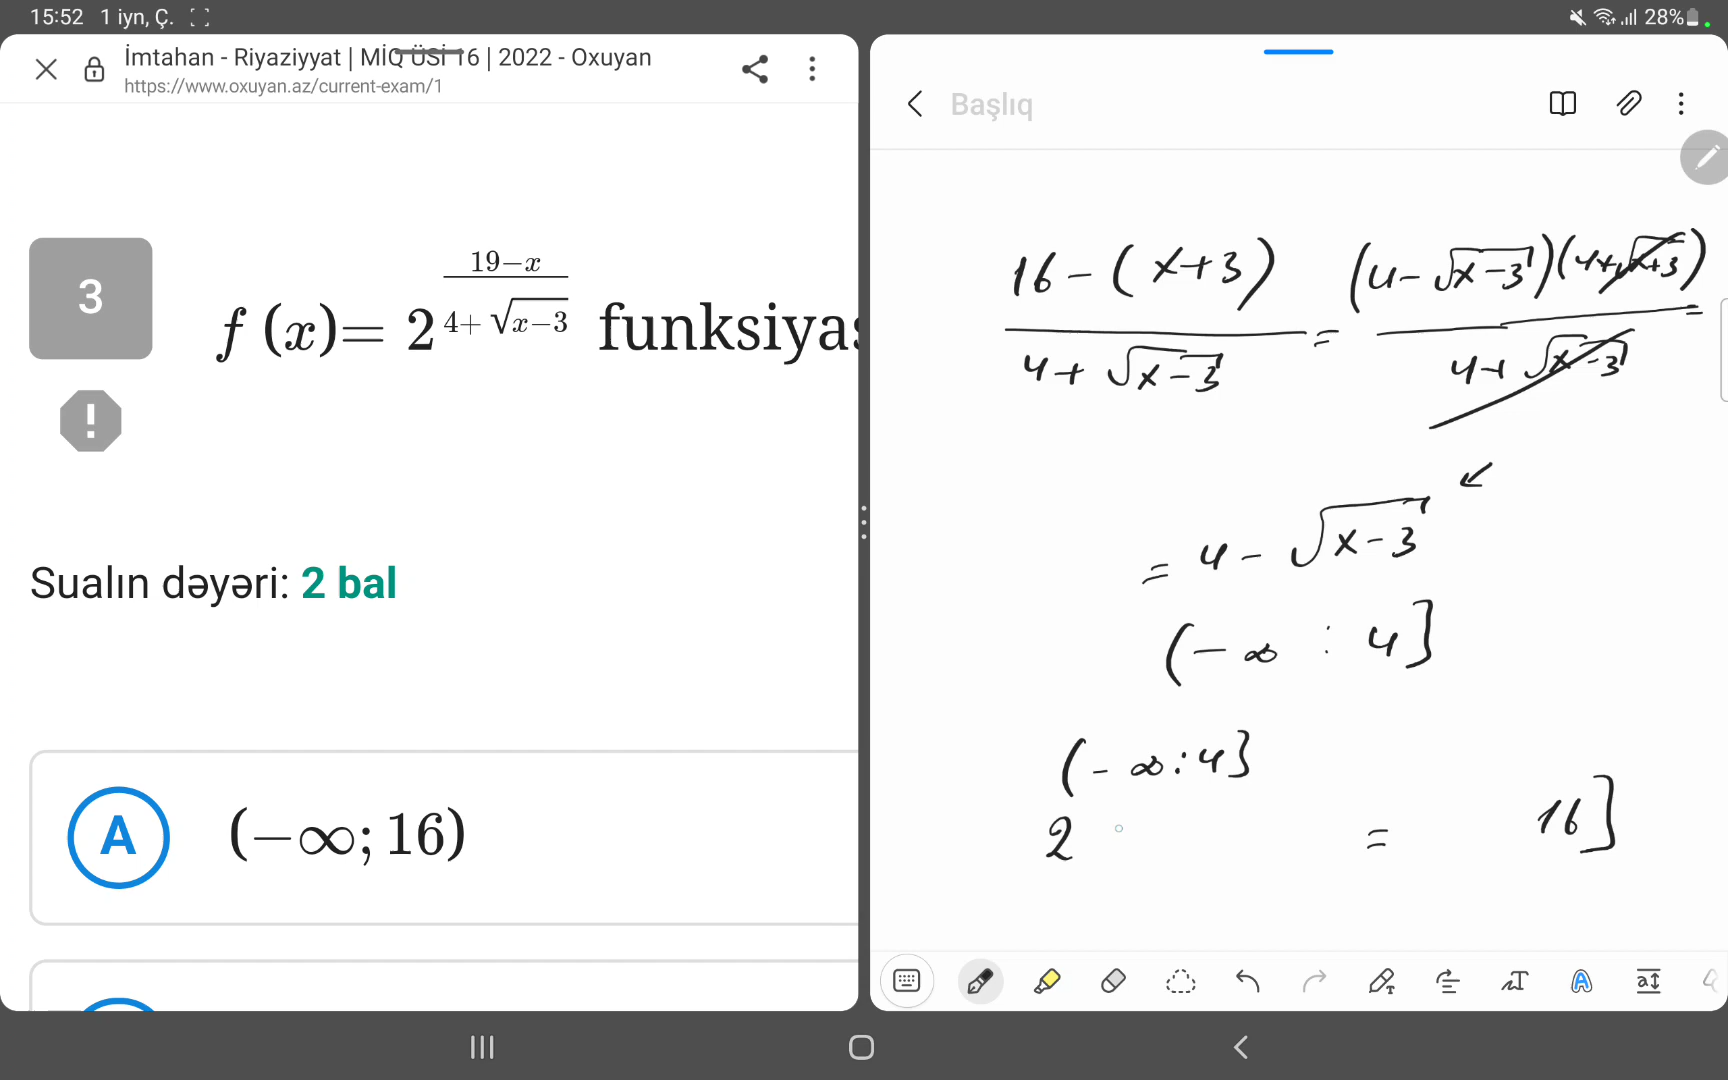 15:52 1 iyn, Ç. 28%
İmtahan - Riyaziyyat | MİQ ÜSİ 16 | 2022 - Oxuyan
https://www.oxuyan.az/current-exam/1
3
f (x)= 2^((19−x)/(4+ √(x−3))) funksiyas
!
Sualın dəyəri: 2 bal
A (−∞; 16)
Başlıq
(16 - (x+3))/(4+ √(x-3)) = ((4- √(x-3))(4+√(x+3)))/(4+ √(x-3)) =
= 4 - √(x-3)
(- ∞ : 4]
(- ∞ : 4]
2 = 16]
T T A a